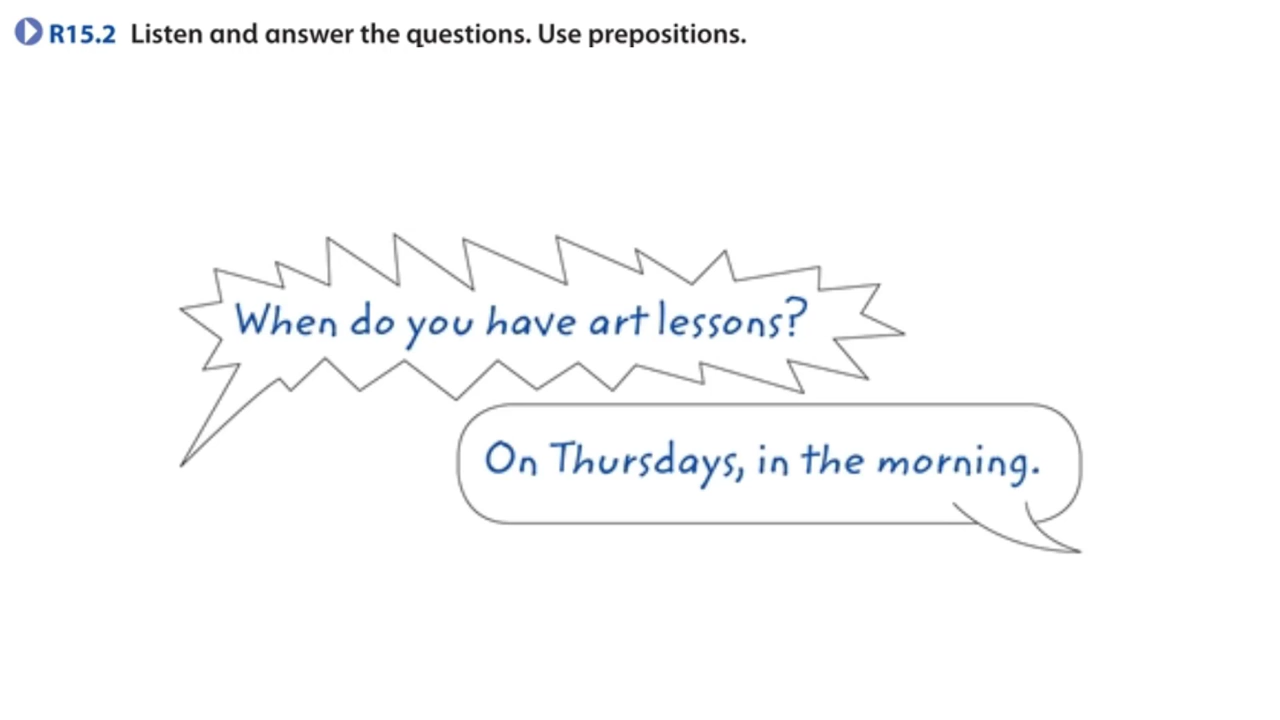 R15.2 Listen and answer the questions. Use prepositions.
When do you have art lessons?
On Thursdays, in the morning.